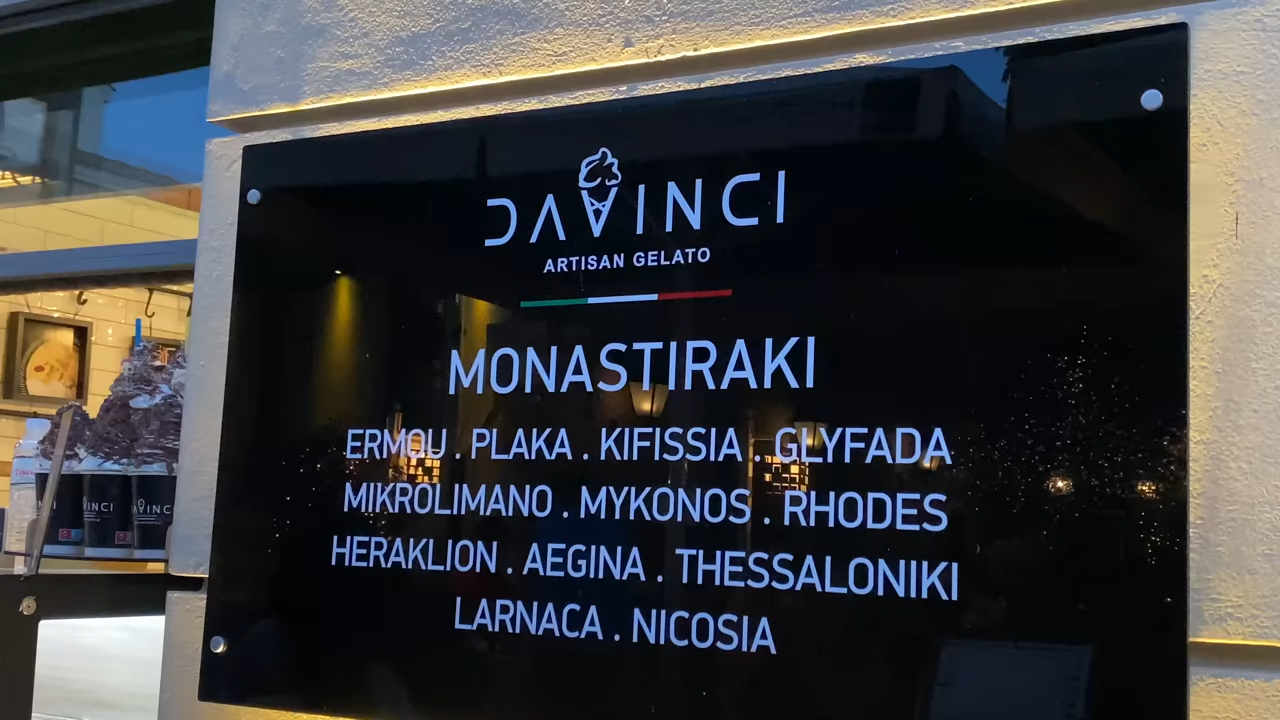 DAVINCI
ARTISAN GELATO
MONASTIRAKI
ERMOU . PLAKA . KIFISSIA . GLYFADA
MIKROLIMANO . MYKONOS . RHODES
HERAKLION . AEGINA . THESSALONIKI
LARNACA . NICOSIA